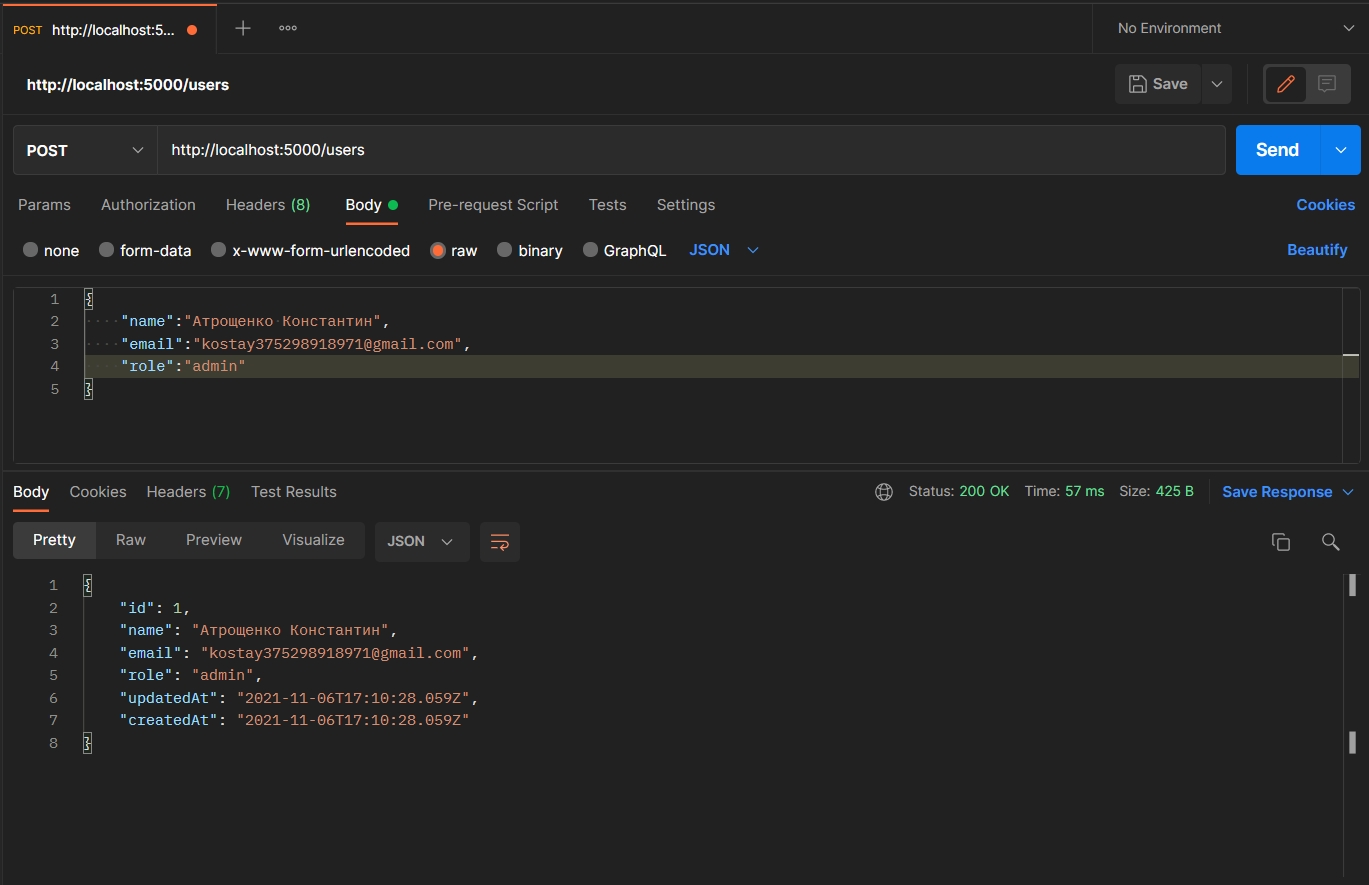 POST http://localhost:5... No Environment
http://localhost:5000/users Save
POST http://localhost:5000/users Send
Params Authorization Headers (8) Body Pre-request Script Tests Settings Cookies
none form-data x-www-form-urlencoded raw binary GraphQL JSON Beautify
1 {
2 "name":"Атрощенко Константин",
3 "email":"kostay375298918971@gmail.com",
4 "role":"admin"
5 }
Body Cookies Headers (7) Test Results Status: 200 OK Time: 57 ms Size: 425 B Save Response
Pretty Raw Preview Visualize JSON
1 {
2 "id": 1,
3 "name": "Атрощенко Константин",
4 "email": "kostay375298918971@gmail.com",
5 "role": "admin",
6 "updatedAt": "2021-11-06T17:10:28.059Z",
7 "createdAt": "2021-11-06T17:10:28.059Z"
8 }